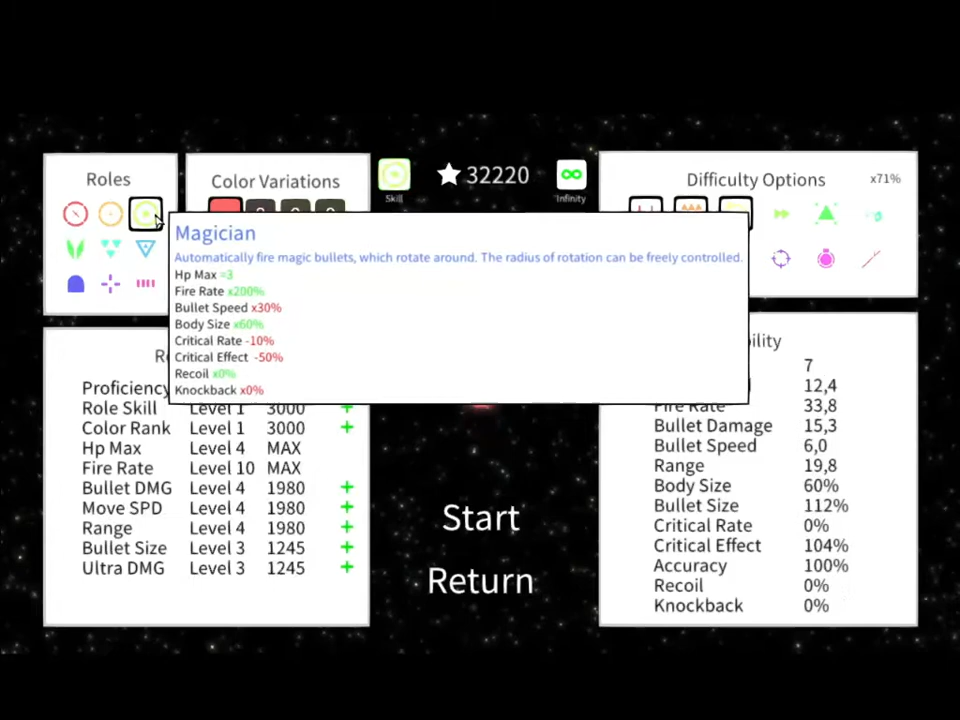 Roles
Color Variations
Skill
32220
Infinity
Difficulty Options
x71%
Magician
Automatically fire magic bullets, which rotate around. The radius of rotation can be freely controlled.
Hp Max =3
Fire Rate x200%
Bullet Speed x30%
Body Size x60%
Critical Rate -10%
Critical Effect -50%
Recoil x0%
Knockback x0%
Proficiency
Role Skill Level 1 3000 +
Color Rank Level 1 3000 +
Hp Max Level 4 MAX
Fire Rate Level 10 MAX
Bullet DMG Level 4 1980 +
Move SPD Level 4 1980 +
Range Level 4 1980 +
Bullet Size Level 3 1245 +
Ultra DMG Level 3 1245 +
Start
Return
7
12,4
Fire Rate 33,8
Bullet Damage 15,3
Bullet Speed 6,0
Range 19,8
Body Size 60%
Bullet Size 112%
Critical Rate 0%
Critical Effect 104%
Accuracy 100%
Recoil 0%
Knockback 0%